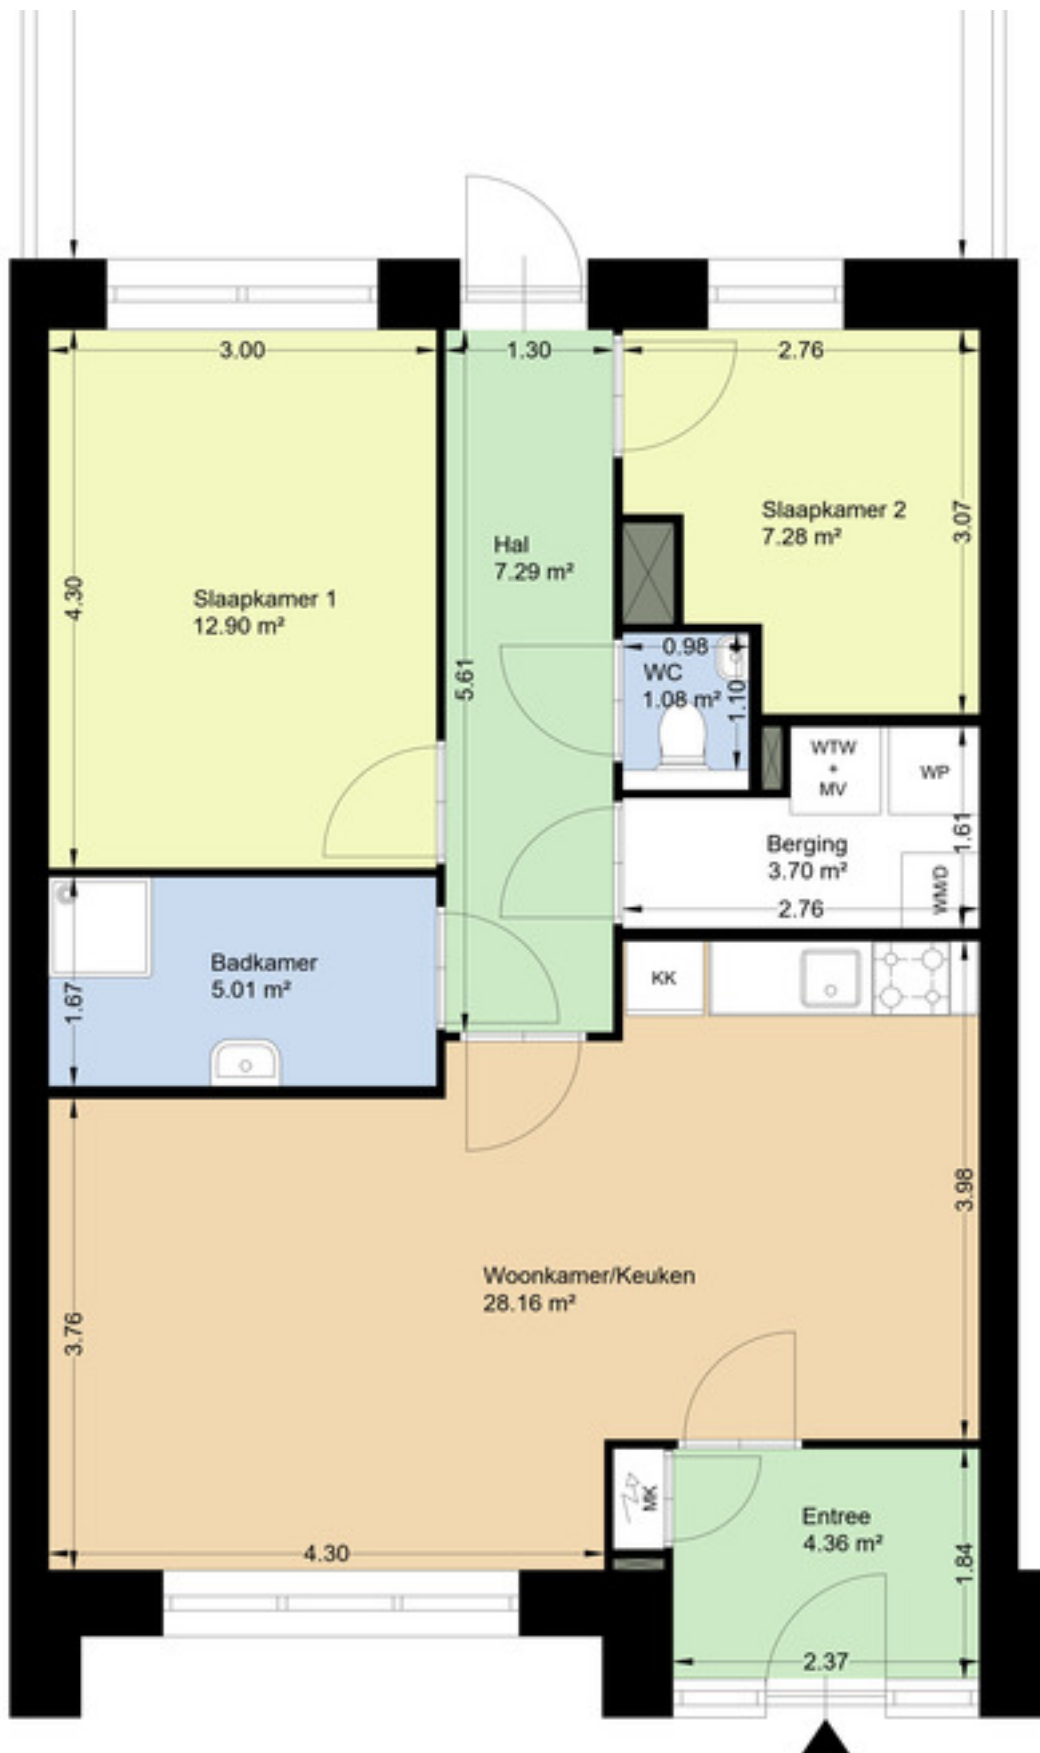 3.00
1.30
2.76
Slaapkamer 1
12.90 m²
4.30
Hal
7.29 m²
5.61
Slaapkamer 2
7.28 m²
3.07
0.98
WC
1.08 m²
1.10
WTW
+
MV
WP
Berging
3.70 m²
1.61
WM/D
2.76
Badkamer
5.01 m²
1.67
KK
Woonkamer/Keuken
28.16 m²
3.98
3.76
4.30
MK
Entree
4.36 m²
1.84
2.37